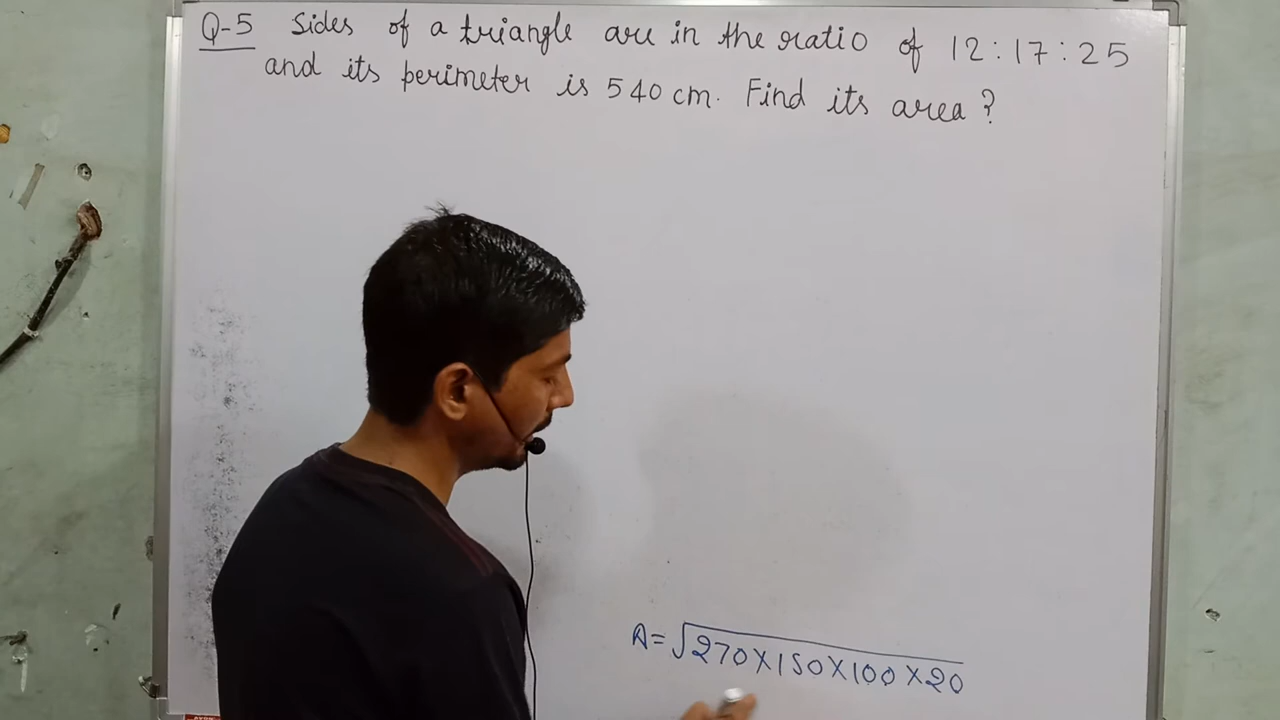 Q-5 Sides of a triangle are in the ratio of 12:17:25
and its perimeter is 540 cm. Find its area?
A=√270×150×100×20